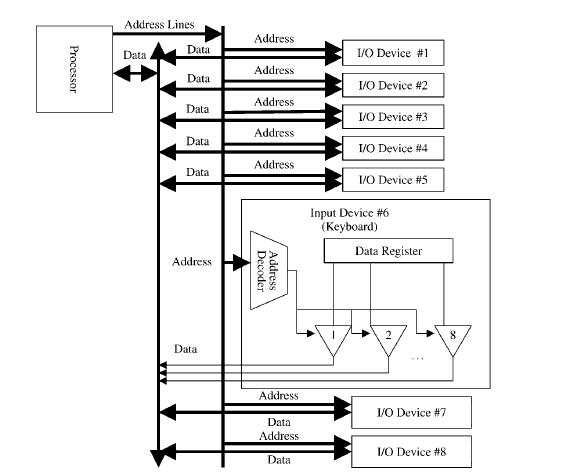 Address Lines
Processor
Data
Data
Address
I/O Device #1
Data
Address
I/O Device #2
Data
Address
I/O Device #3
Data
Address
I/O Device #4
Data
Address
I/O Device #5
Input Device #6
(Keyboard)
Data Register
Address
Address
Decoder
1
2
8
...
Data
Address
I/O Device #7
Data
Address
I/O Device #8
Data